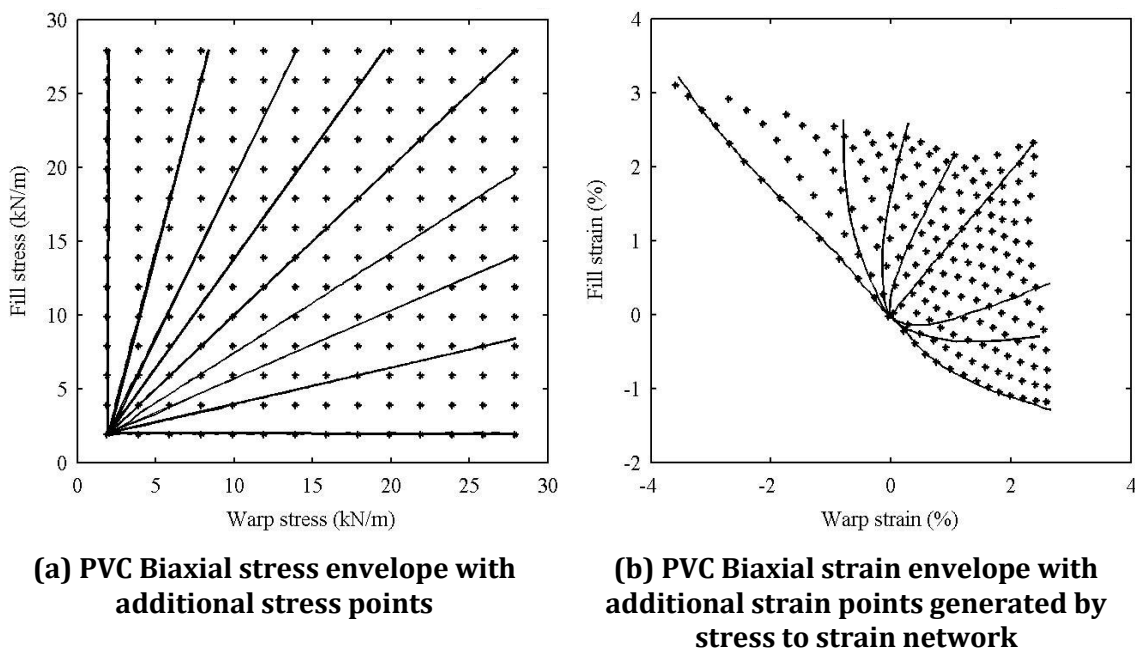 30
25
20
15
10
5
0
Fill stress (kN/m)
0 5 10 15 20 25 30
Warp stress (kN/m)
(a) PVC Biaxial stress envelope with
additional stress points
4
3
2
1
0
-1
-2
Fill strain (%)
-4 -2 0 2 4
Warp strain (%)
(b) PVC Biaxial strain envelope with
additional strain points generated by
stress to strain network